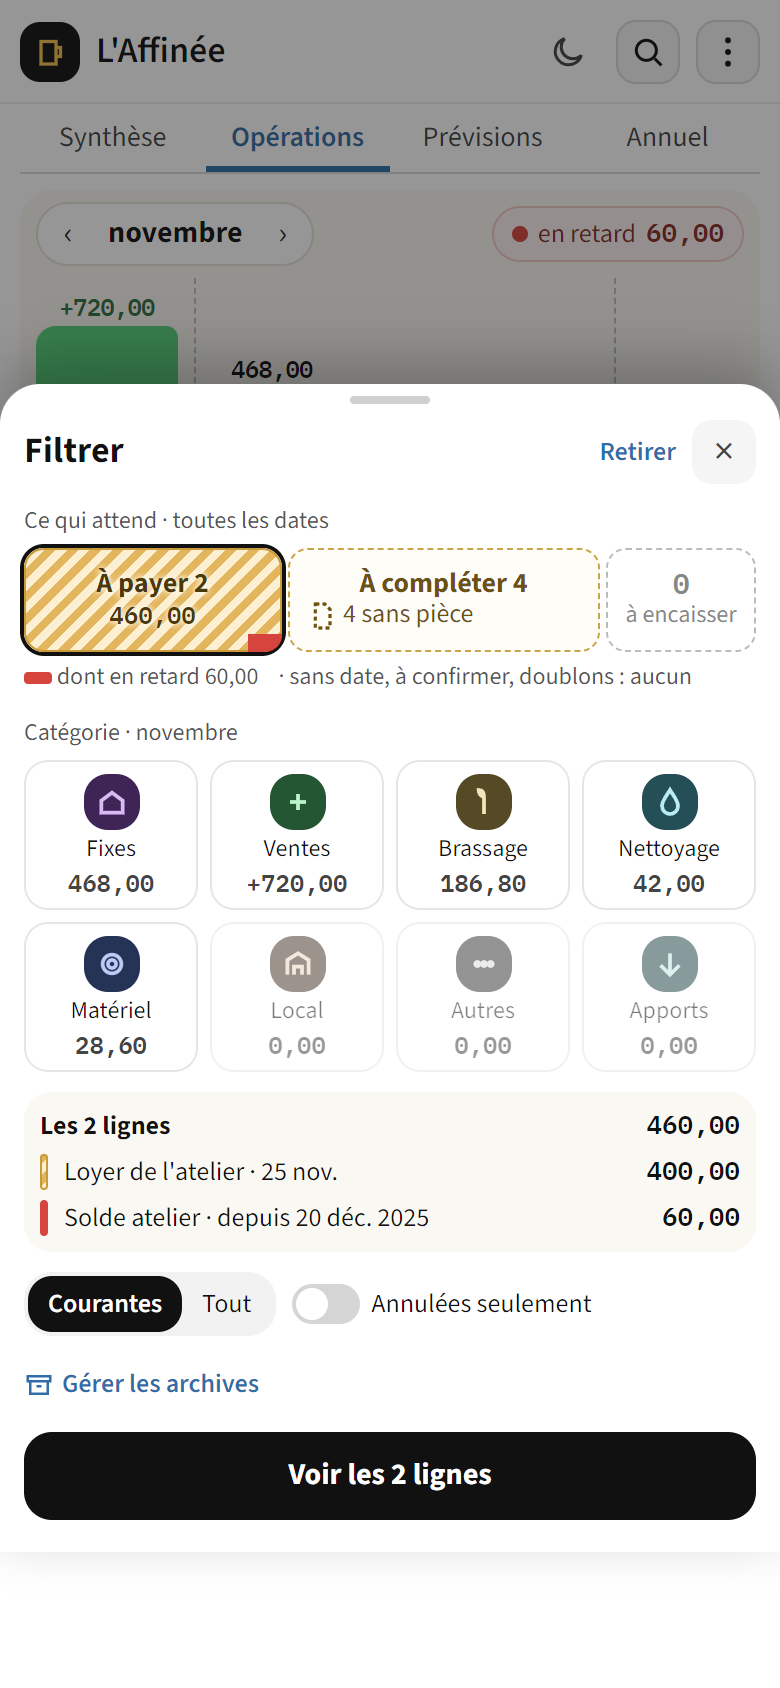 L'Affinée
Synthèse Opérations Prévisions Annuel
‹ novembre › en retard 60,00
+720,00
468,00
Filtrer Retirer ×
Ce qui attend · toutes les dates
À payer 2 À compléter 4 0
460,00 4 sans pièce à encaisser
dont en retard 60,00 · sans date, à confirmer, doublons : aucun
Catégorie · novembre
Fixes Ventes Brassage Nettoyage
468,00 +720,00 186,80 42,00
Matériel Local Autres Apports
28,60 0,00 0,00 0,00
Les 2 lignes 460,00
Loyer de l'atelier · 25 nov. 400,00
Solde atelier · depuis 20 déc. 2025 60,00
Courantes Tout Annulées seulement
Gérer les archives
Voir les 2 lignes